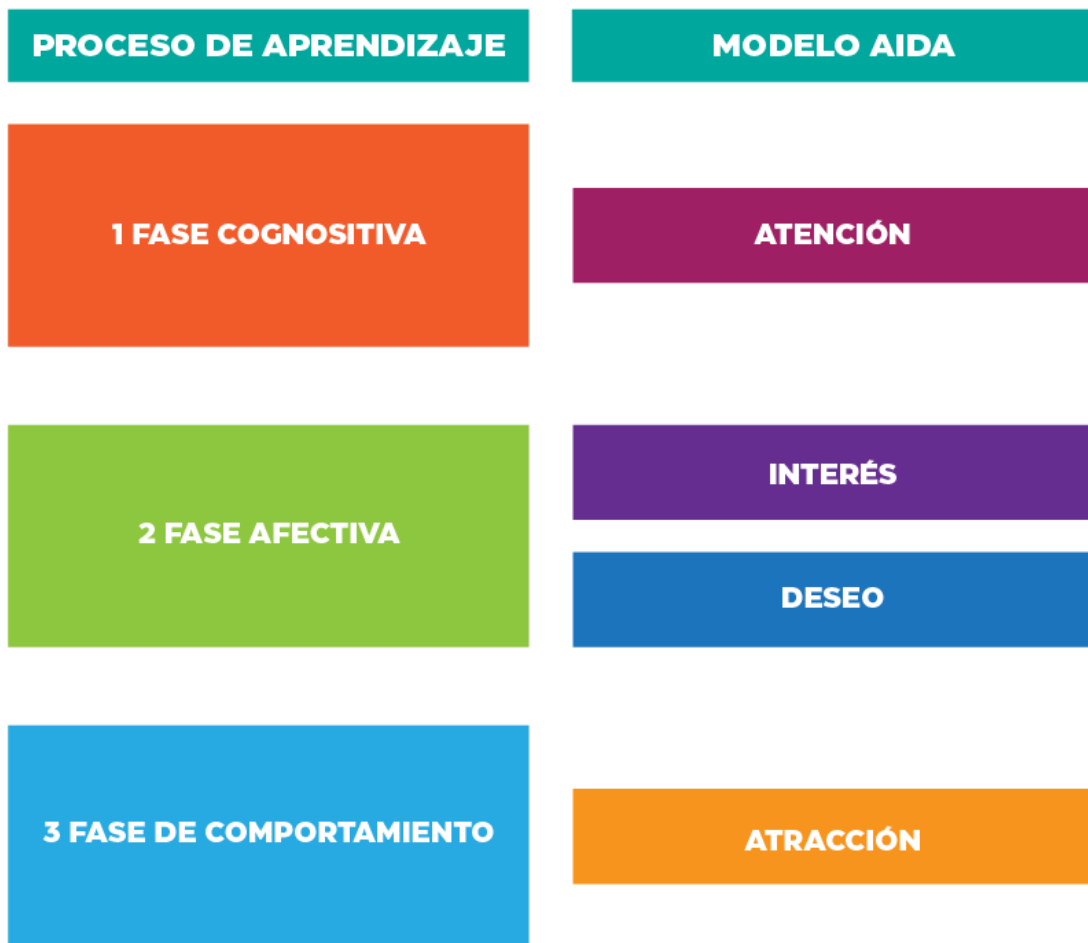 PROCESO DE APRENDIZAJE
MODELO AIDA
1 FASE COGNOSITIVA
ATENCIÓN
2 FASE AFECTIVA
INTERÉS
DESEO
3 FASE DE COMPORTAMIENTO
ATRACCIÓN